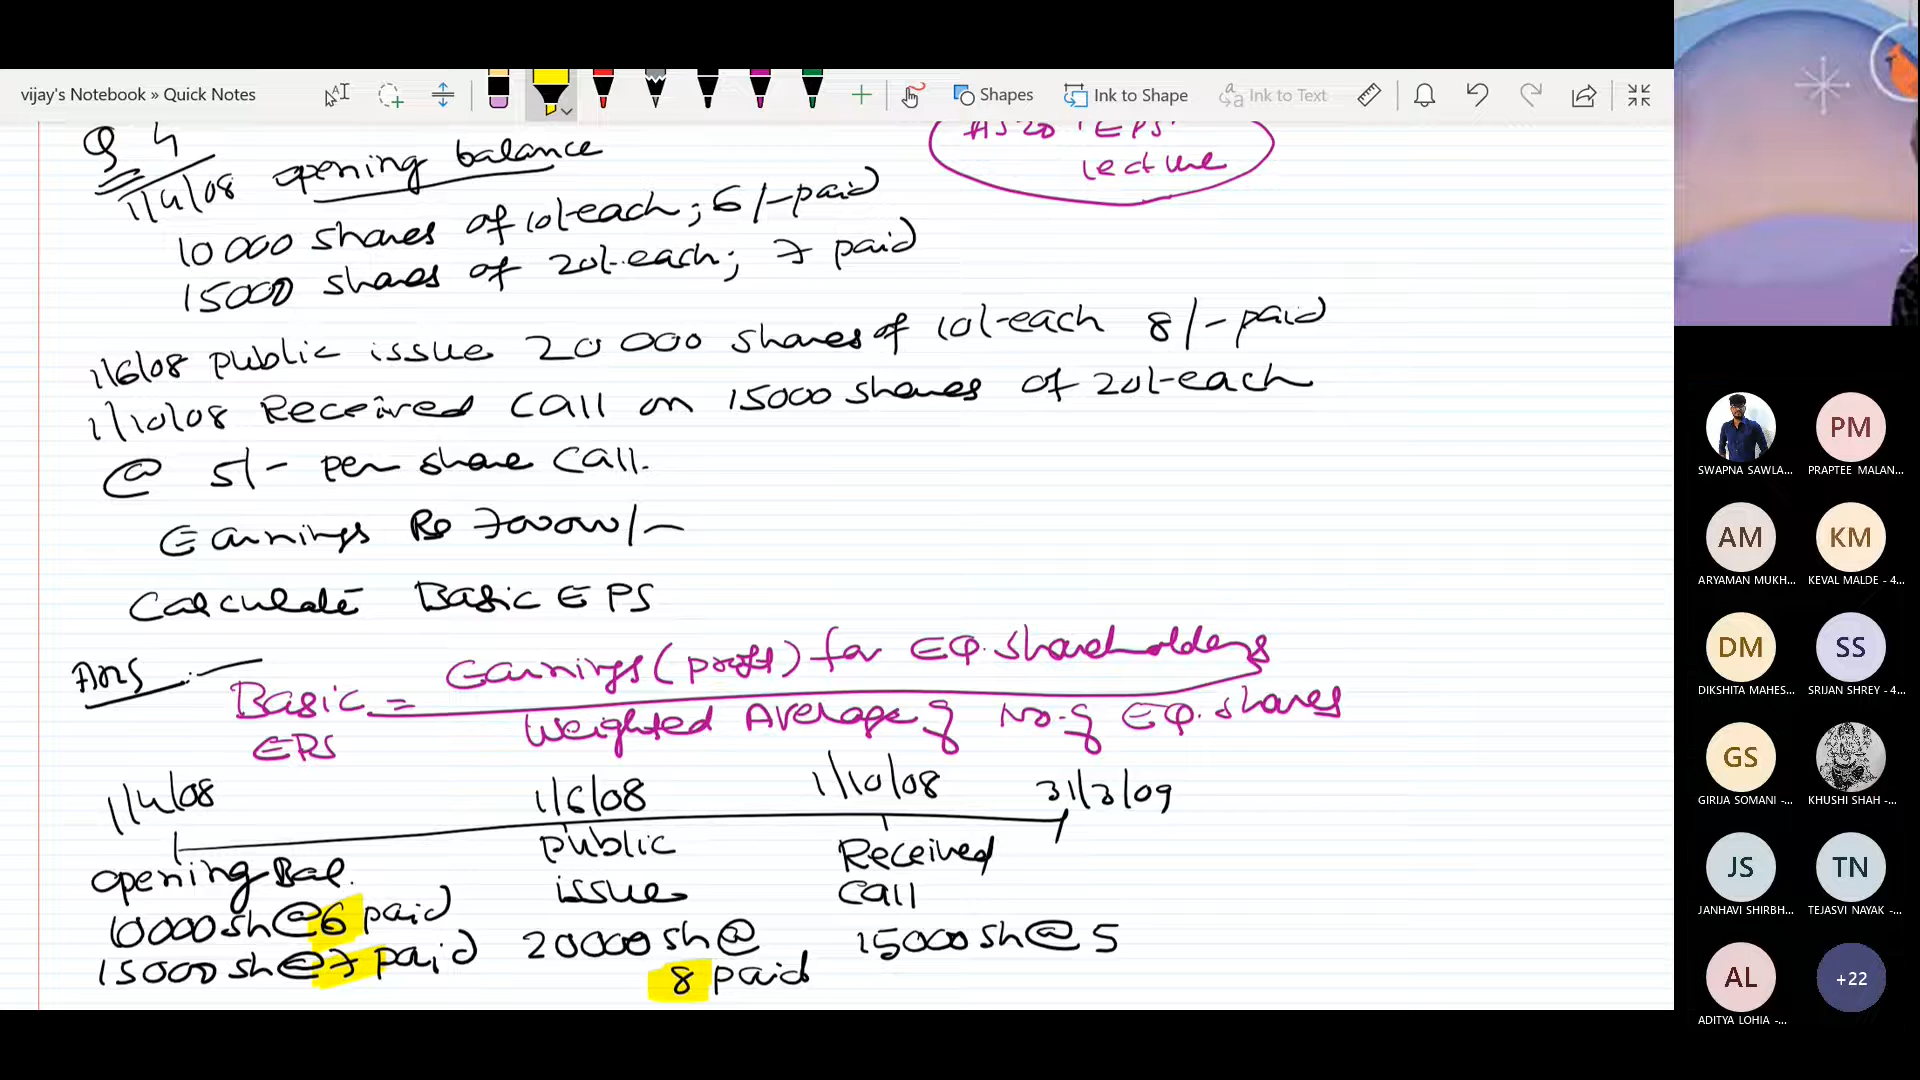 vijay's Notebook » Quick Notes
Shapes
Ink to Shape
Ink to Text
AS 20 'EPS'
lecture
Q 4
1/4/08 opening balance
10000 shares of 10/- each; 6/- paid
15000 shares of 20/- each; 7 paid
1/6/08 public issue 20000 shares of 10/- each 8/- paid
1/10/08 Received call on 15000 shares of 20/- each
@ 5/- per share call.
Earnings Rs 700000/-
Calculate Basic EPS
Ans :-
Basic EPS = Earnings (profit) for EQ. shareholders
Weighted Average of No. of EQ. shares
1/4/08 1/6/08 1/10/08 31/3/09
opening Bal. public issue Received call
10000 sh @ 6 paid
15000 sh @ 7 paid
20000 sh @
8 paid
15000 sh @ 5
SWAPNA SAWLA...
PM
PRAPTEE MALAN...
AM
ARYAMAN MUKH...
KM
KEVAL MALDE - 4...
DM
DIKSHITA MAHES...
SS
SRIJAN SHREY - 4...
GS
GIRIJA SOMANI -...
KHUSHI SHAH -...
JS
JANHAVI SHIRBH...
TN
TEJASVI NAYAK -...
AL
ADITYA LOHIA -...
+22